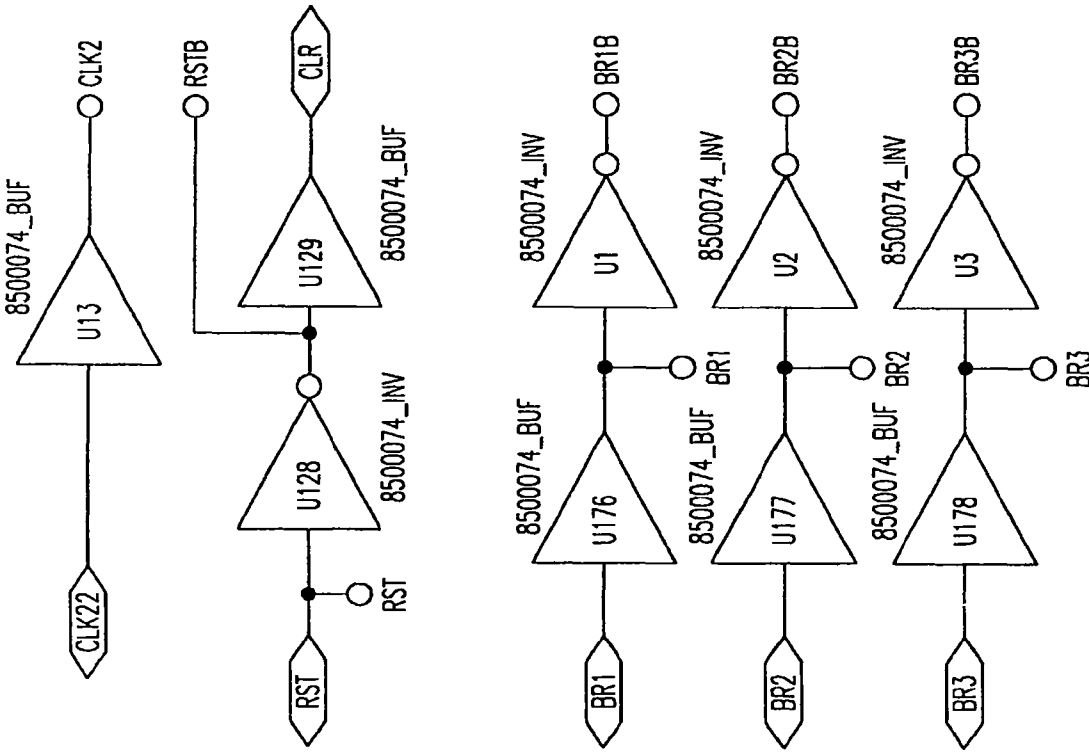 CLK22
U13
8500074_BUF
CLK2
RST
RST
U128
8500074_INV
RSTB
U129
8500074_BUF
CLR
BR1
U176
8500074_BUF
BR1
U1
8500074_INV
BR1B
BR2
U177
8500074_BUF
BR2
U2
8500074_INV
BR2B
BR3
U178
8500074_BUF
BR3
U3
8500074_INV
BR3B